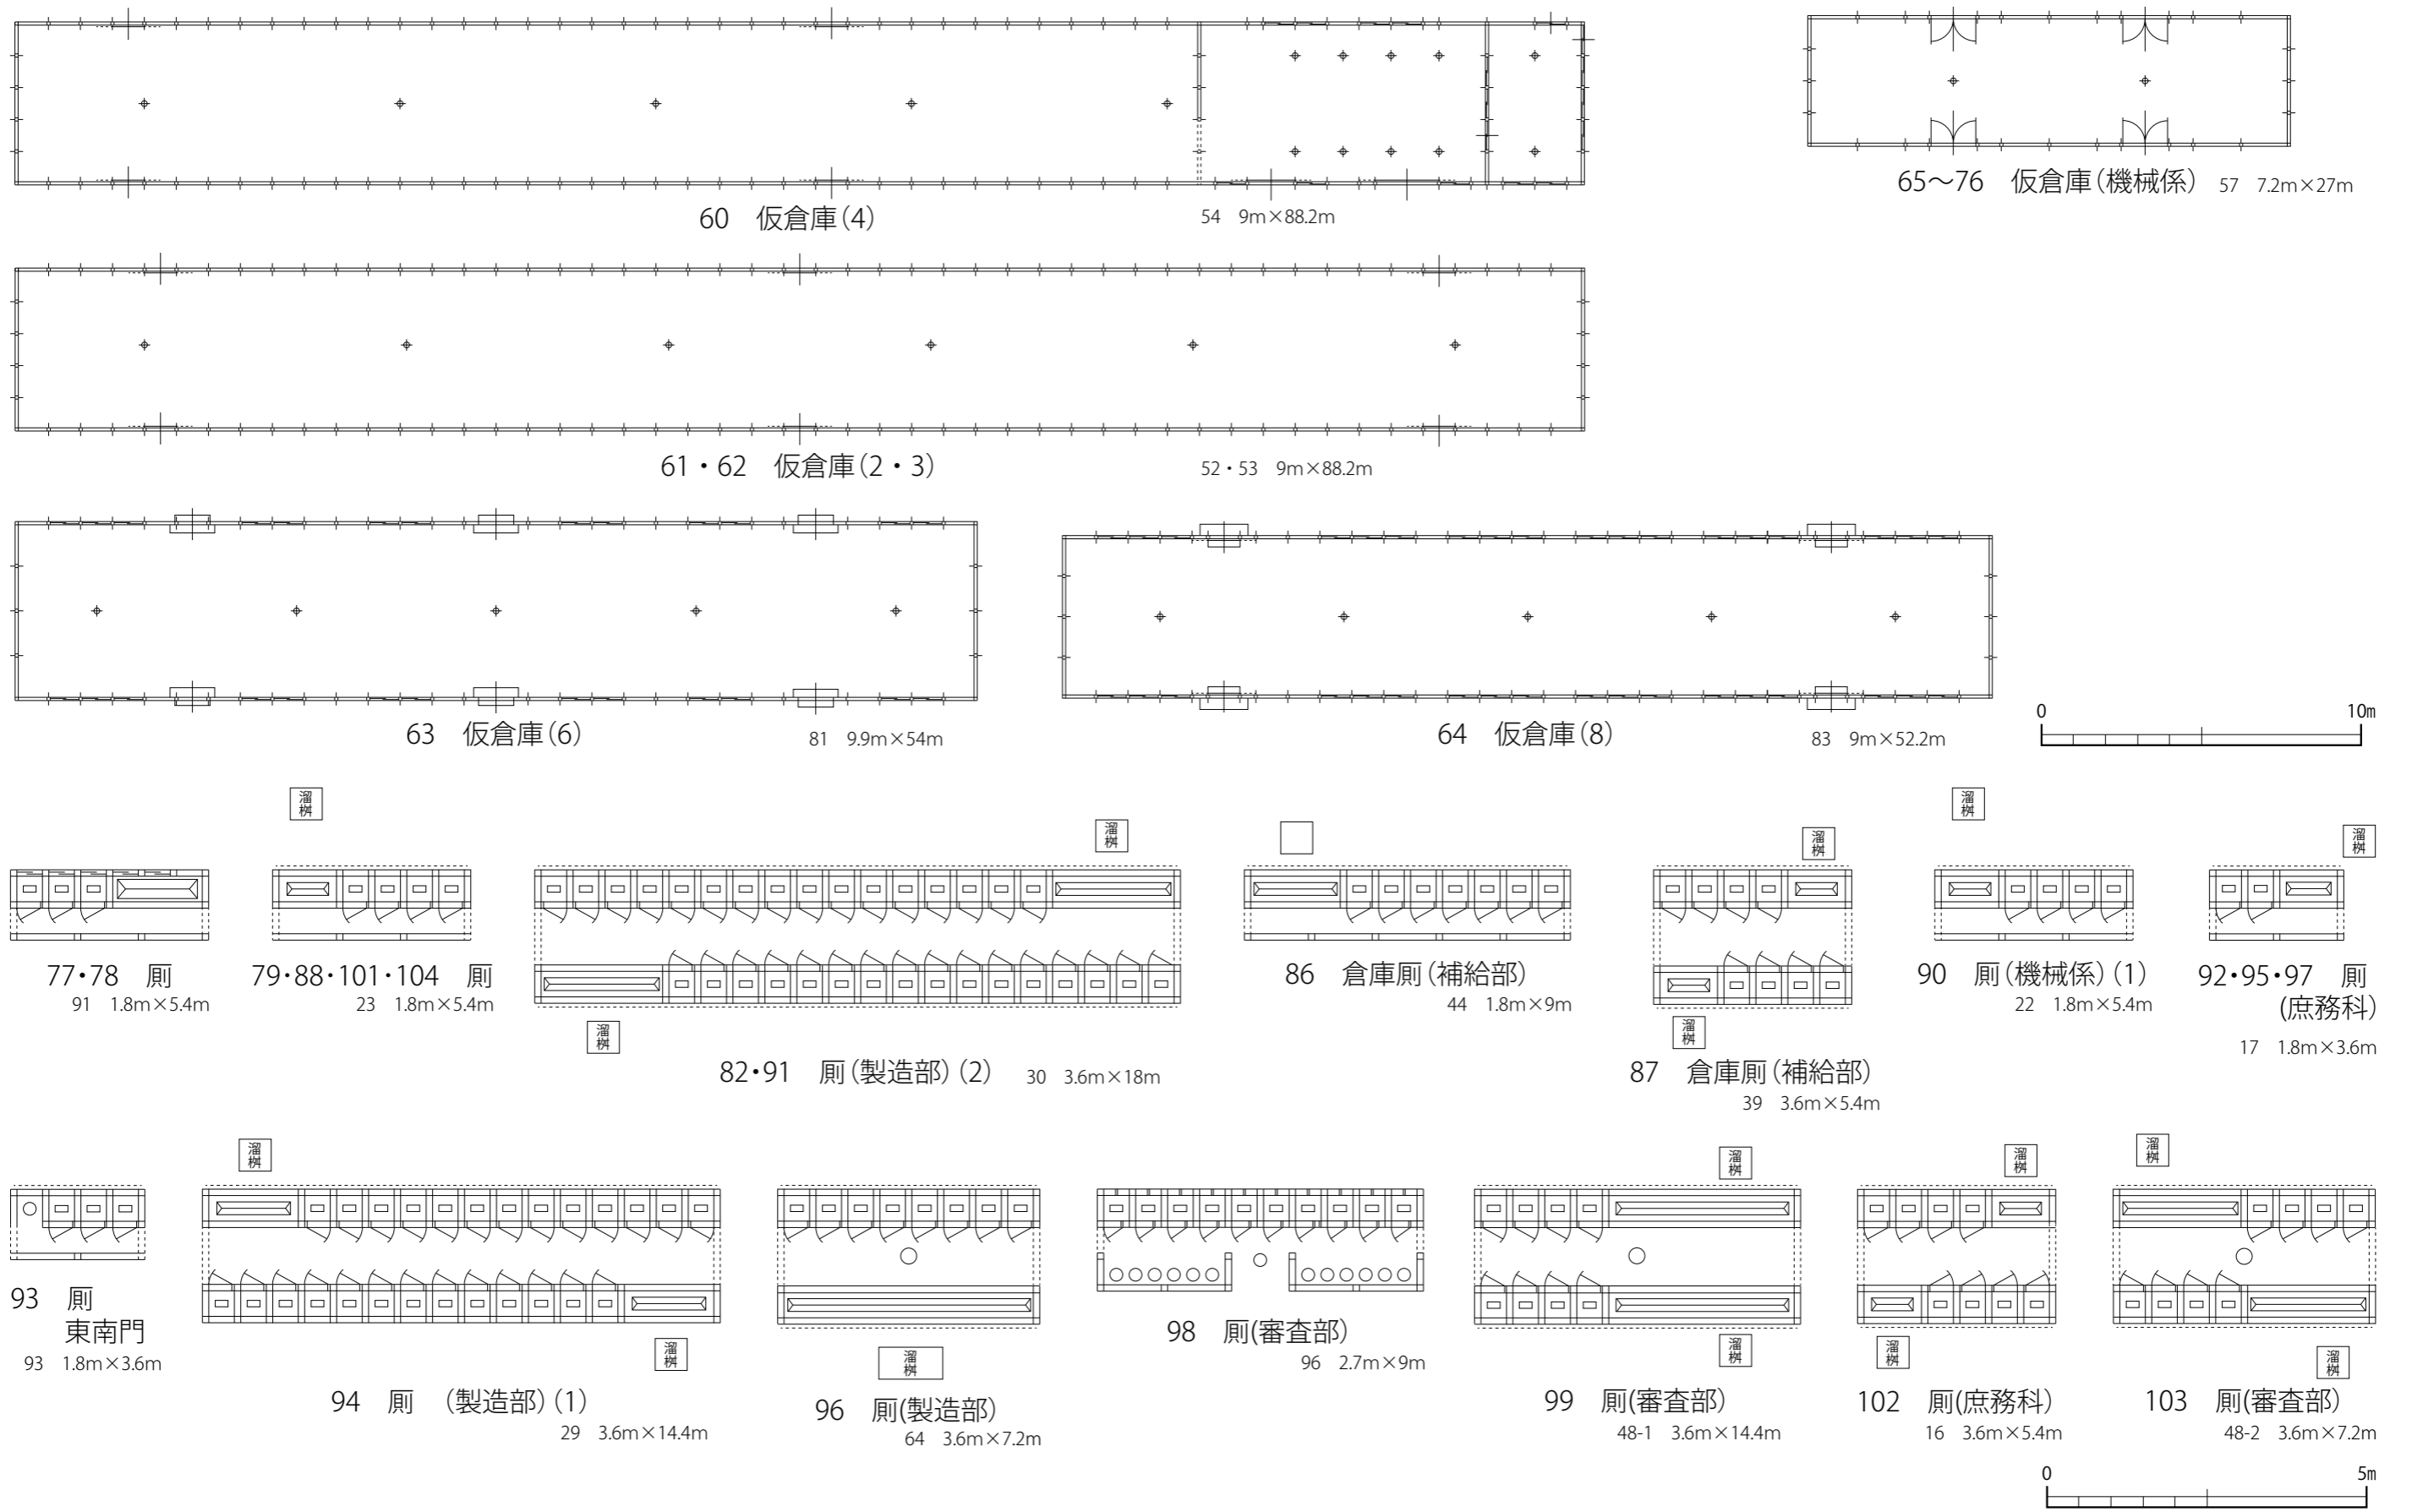 60　仮倉庫(4)
54　9m×88.2m
65〜76　仮倉庫(機械係)
57　7.2m×27m
61・62　仮倉庫(2・3)
52・53　9m×88.2m
63　仮倉庫(6)
81　9.9m×54m
64　仮倉庫(8)
83　9m×52.2m
0　10m
溜桝
溜桝
溜桝
溜桝
溜桝
77・78　厠
91　1.8m×5.4m
79・88・101・104　厠
23　1.8m×5.4m
溜桝
82・91　厠(製造部)(2)
30　3.6m×18m
86　倉庫厠(補給部)
44　1.8m×9m
溜桝
87　倉庫厠(補給部)
39　3.6m×5.4m
90　厠(機械係)(1)
22　1.8m×5.4m
92・95・97　厠
(庶務科)
17　1.8m×3.6m
溜桝
溜桝
溜桝
溜桝
93　厠
東南門
93　1.8m×3.6m
溜桝
94　厠　(製造部)(1)
29　3.6m×14.4m
溜桝
96　厠(製造部)
64　3.6m×7.2m
98　厠(審査部)
96　2.7m×9m
溜桝
99　厠(審査部)
48-1　3.6m×14.4m
溜桝
102　厠(庶務科)
16　3.6m×5.4m
溜桝
103　厠(審査部)
48-2　3.6m×7.2m
0　5m